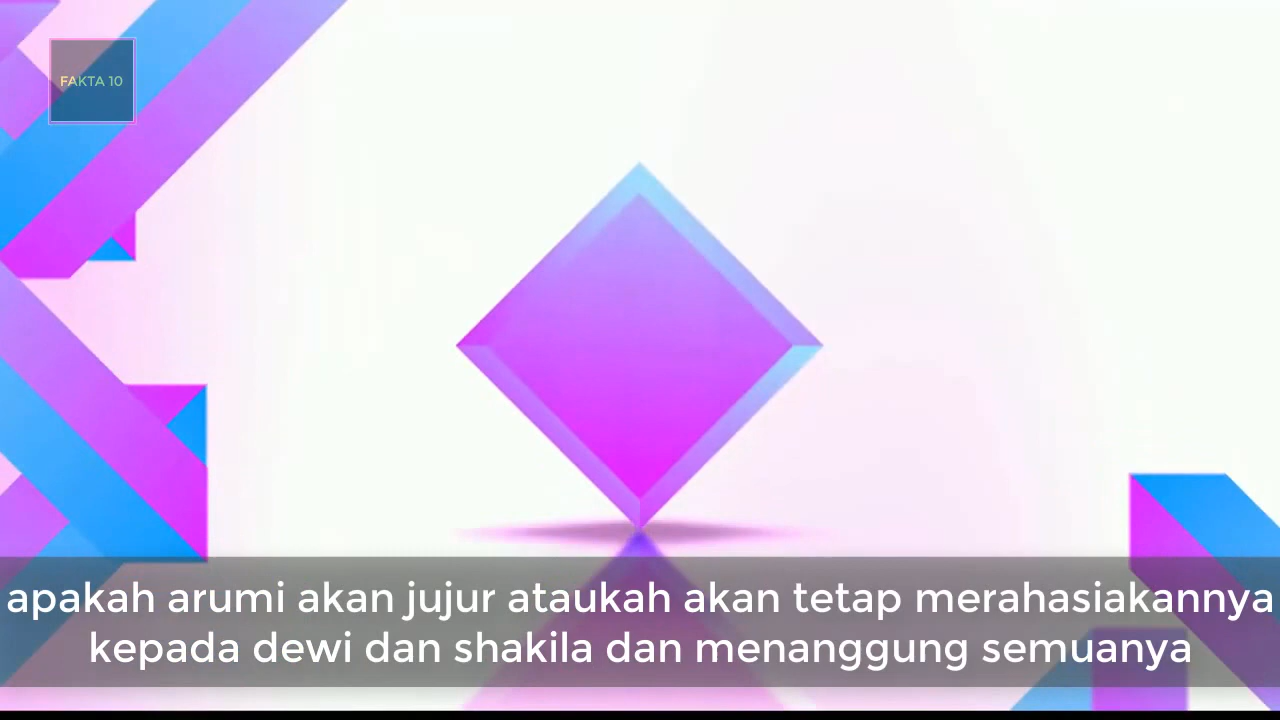 FAKTA 10
apakah arumi akan jujur ataukah akan tetap merahasiakannya
kepada dewi dan shakila dan menanggung semuanya